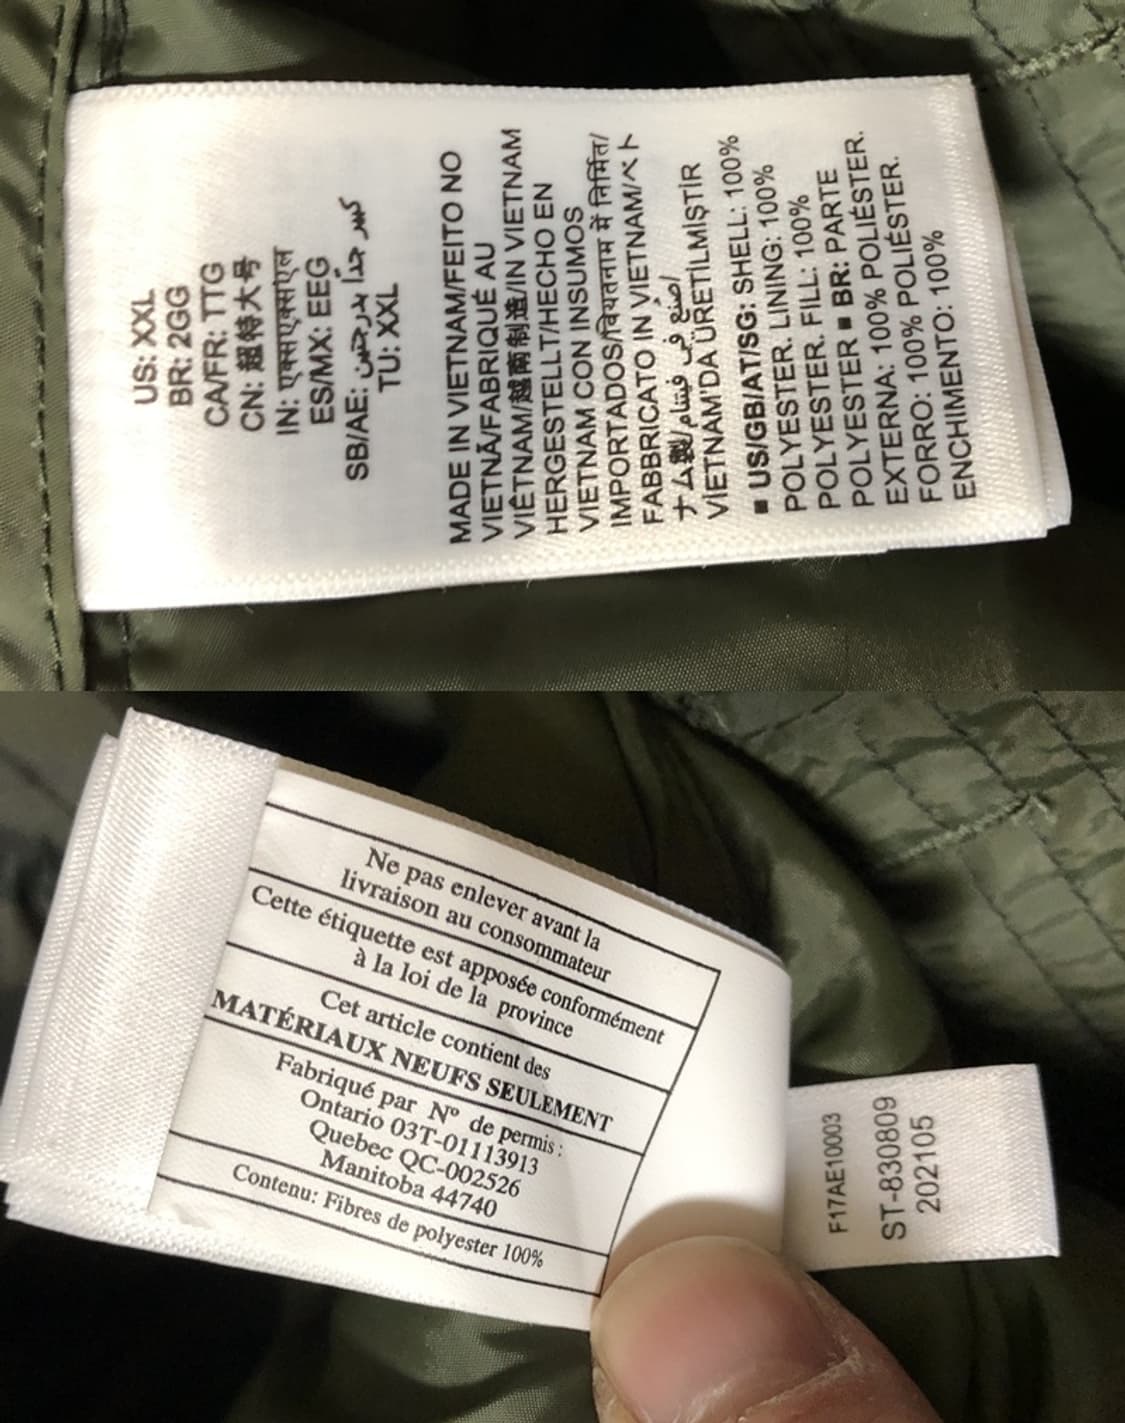 US: XXL
BR: 2GG
CA/FR: TTG
CN: 超特大号
IN: एक्सएक्सएल
ES/MX: EEG
SB/AE: كبير جداً بدرجتين
TU: XXL
MADE IN VIETNAM/FEITO NO
VIETNÃ/FABRIQUÉ AU
VIÊTNAM/越南制造/IN VIETNAM
HERGESTELLT/HECHO EN
VIETNAM CON INSUMOS
IMPORTADOS/वियतनाम में निर्मित/
FABBRICATO IN VIETNAM/ベト
ナム製/صنع في فيتنام/
VİETNAM'DA ÜRETİLMİŞTİR
■ US/GB/AT/SG: SHELL: 100%
POLYESTER. LINING: 100%
POLYESTER. FILL: 100%
POLYESTER ■ BR: PARTE
EXTERNA: 100% POLIÉSTER.
FORRO: 100% POLIÉSTER.
ENCHIMENTO: 100%
Ne pas enlever avant la
livraison au consommateur
Cette étiquette est apposée conformément
à la loi de la province
Cet article contient des
MATÉRIAUX NEUFS SEULEMENT
Fabriqué par Nº de permis :
Ontario 03T-01113913
Quebec QC-002526
Manitoba 44740
Contenu: Fibres de polyester 100%
F17AE10003
ST-830809
202105